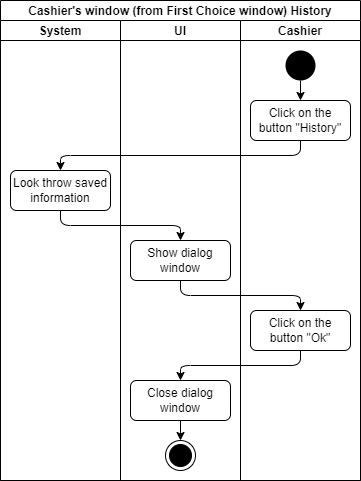 Cashier's window (from First Choice window) History
System
UI
Cashier
Click on the
button "History"
Look throw saved
information
Show dialog
window
Click on the
button "Ok"
Close dialog
window